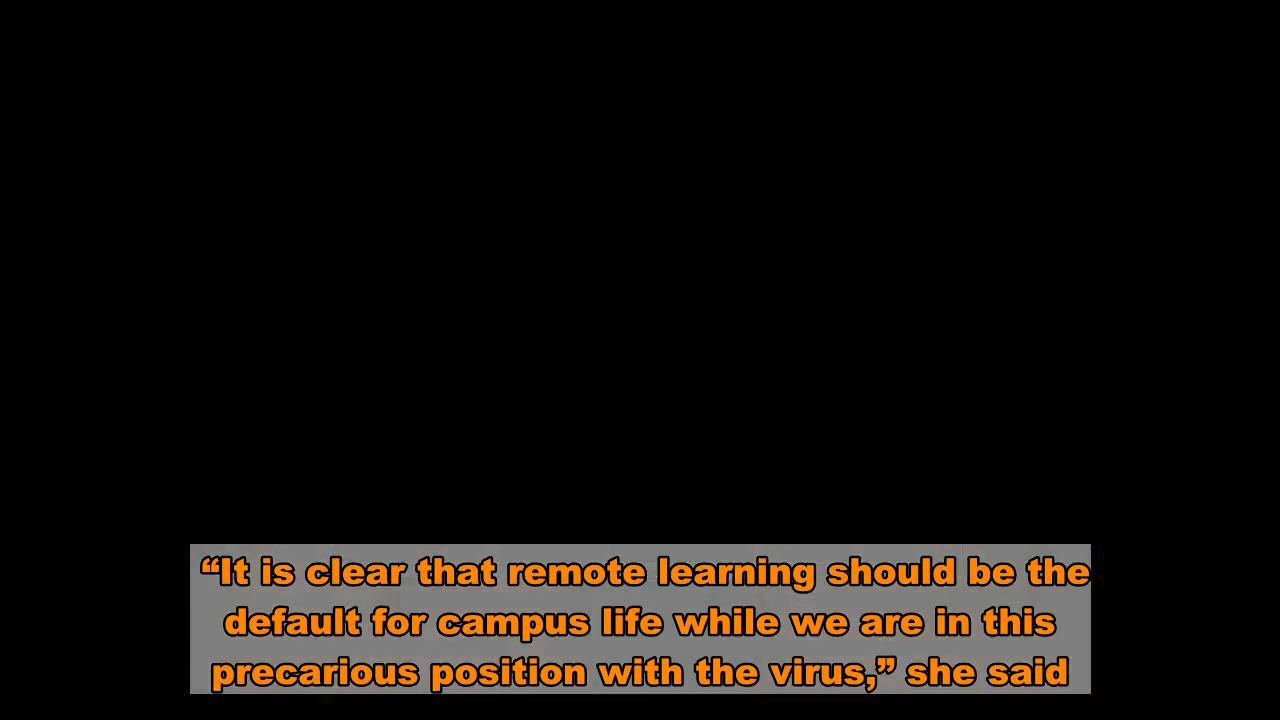 “It is clear that remote learning should be the
default for campus life while we are in this
precarious position with the virus,” she said